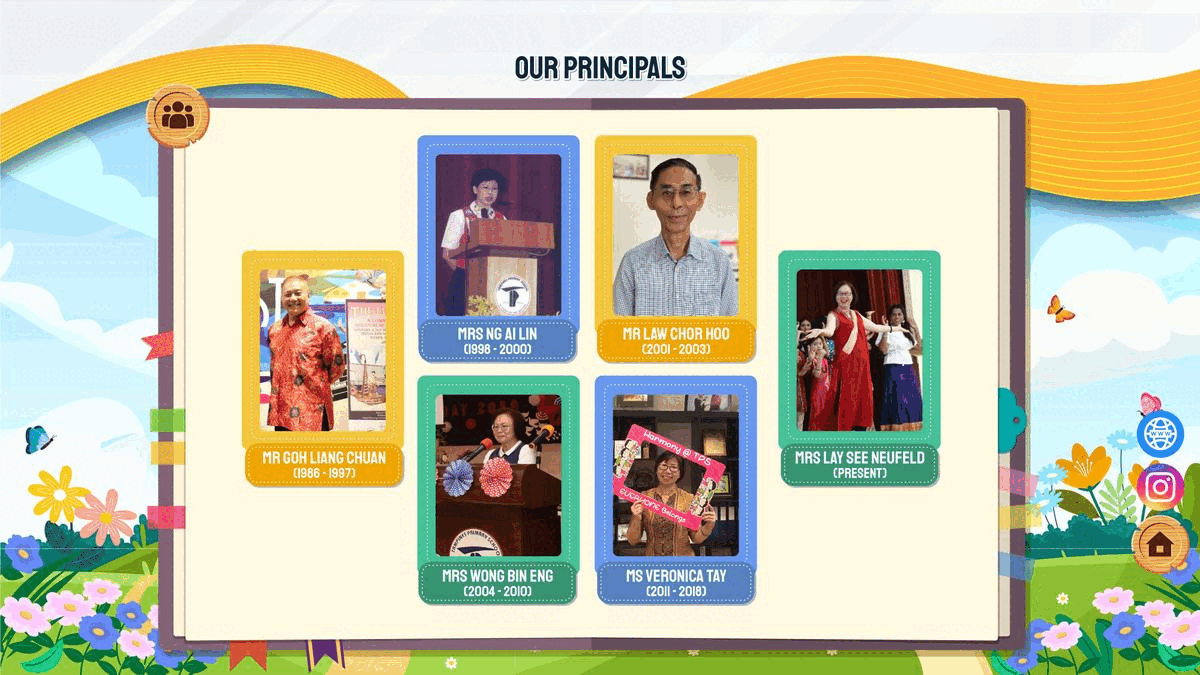 OUR PRINCIPALS
MRS NG AI LIN
(1998 - 2000)
MR LAW CHOR HOO
(2001 - 2003)
MR GOH LIANG CHUAN
(1986 - 1997)
MRS LAY SEE NEUFELD
(PRESENT)
Harmony @ TPS
MRS WONG BIN ENG
(2004 - 2010)
MS VERONICA TAY
(2011 - 2018)
WWW